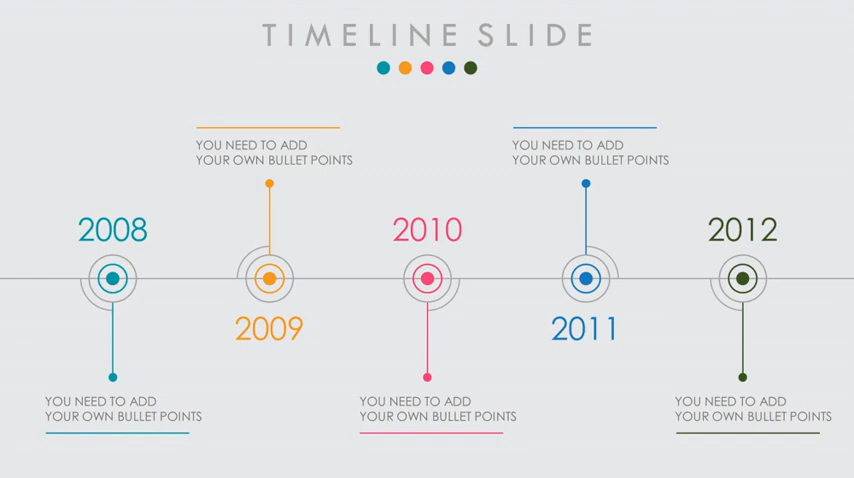 TIMELINE SLIDE
YOU NEED TO ADD
YOUR OWN BULLET POINTS
YOU NEED TO ADD
YOUR OWN BULLET POINTS
2008
2010
2012
2009
2011
YOU NEED TO ADD
YOUR OWN BULLET POINTS
YOU NEED TO ADD
YOUR OWN BULLET POINTS
YOU NEED TO ADD
YOUR OWN BULLET POINTS